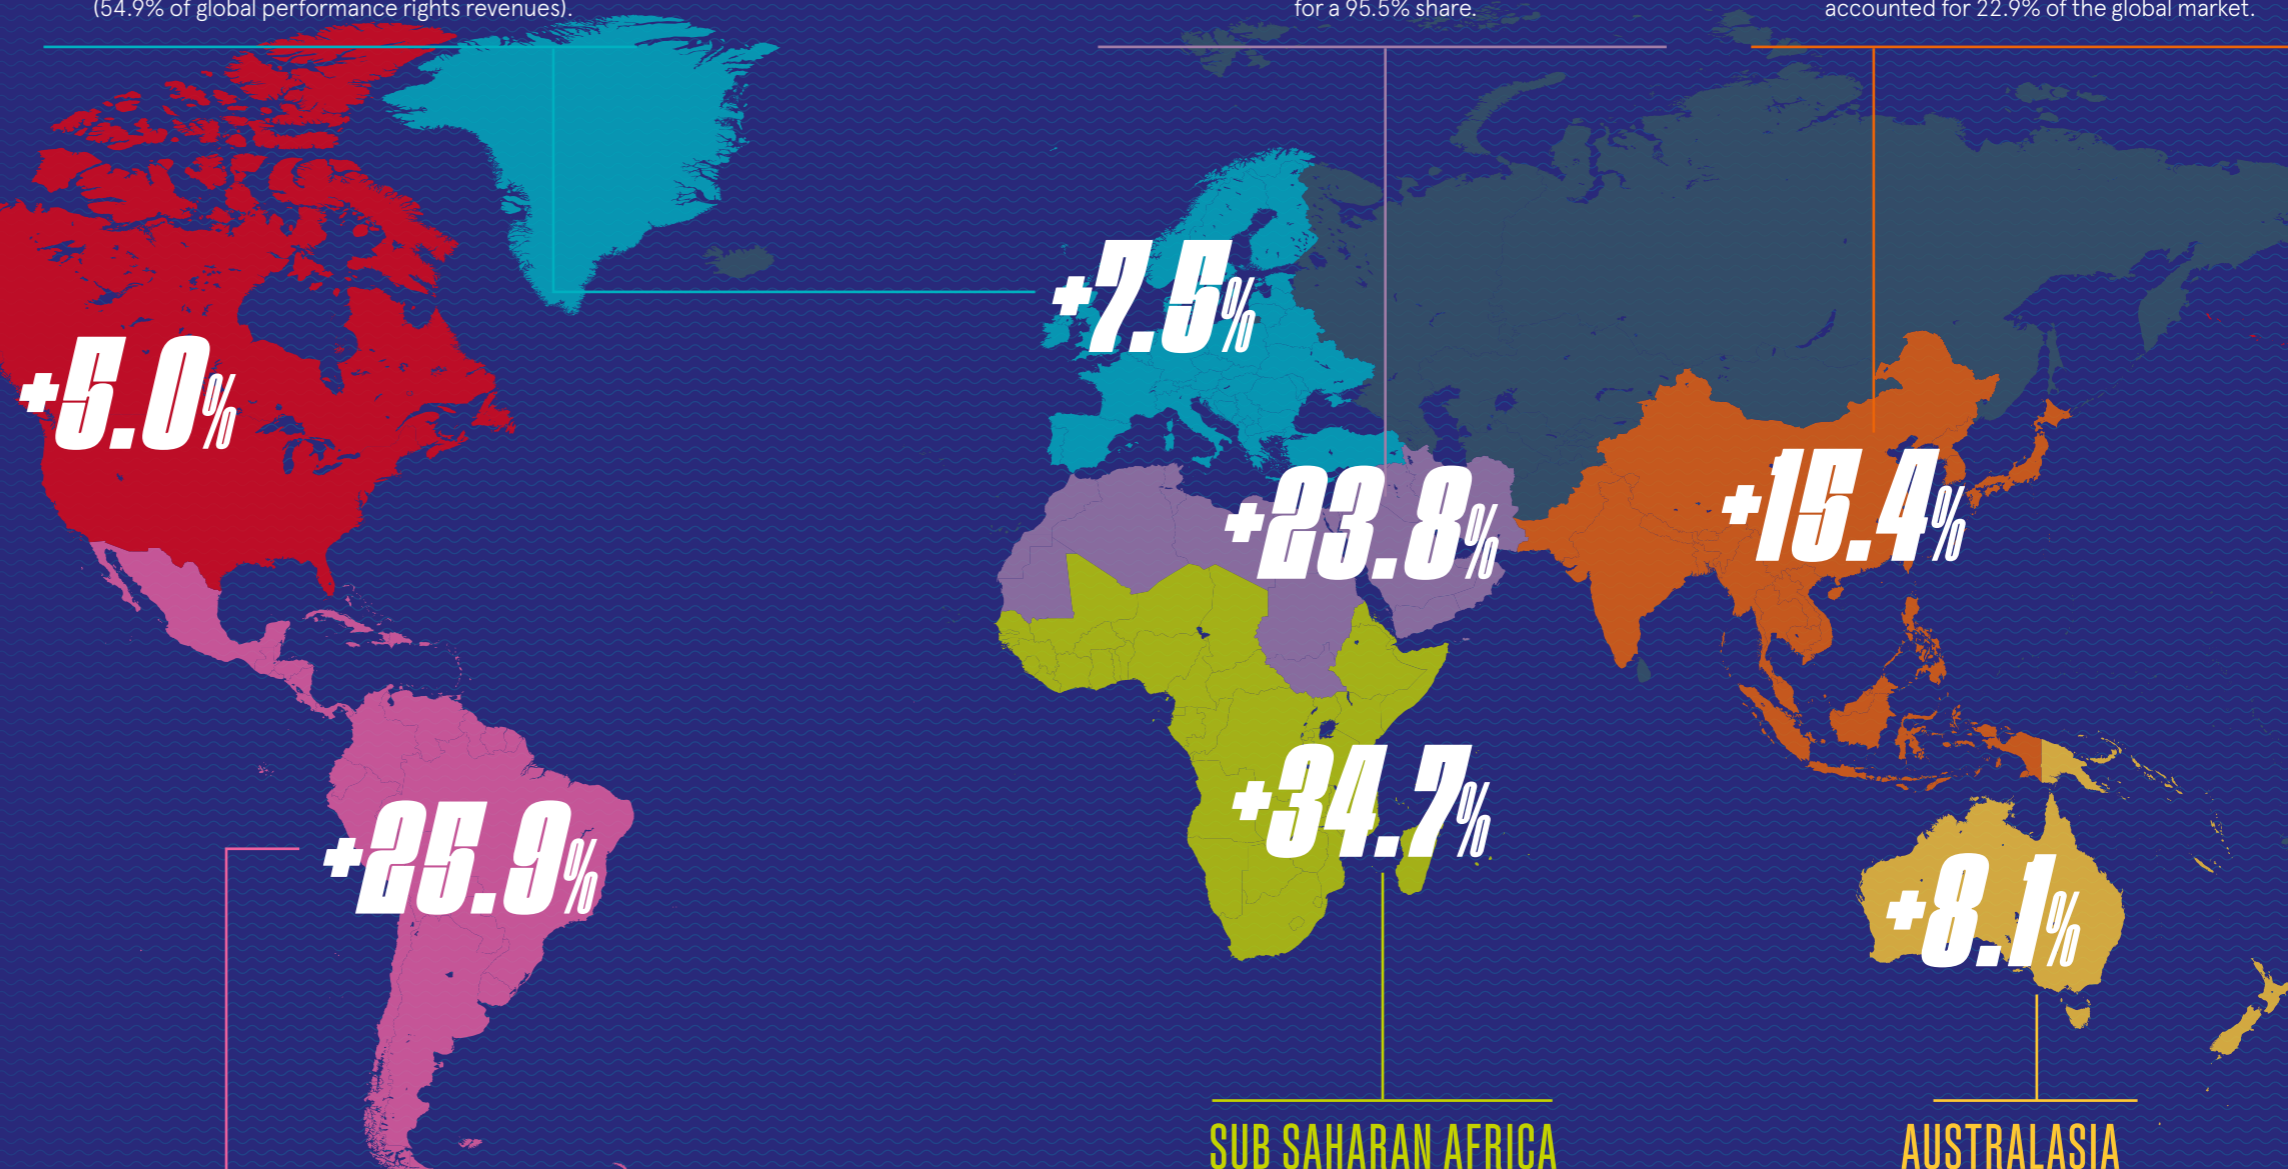 (54.9% of global performance rights revenues).
for a 95.5% share.
accounted for 22.9% of the global market.
+7.5%
+5.0%
+23.8%
+15.4%
+34.7%
+25.9%
+8.1%
SUB SAHARAN AFRICA
AUSTRALASIA